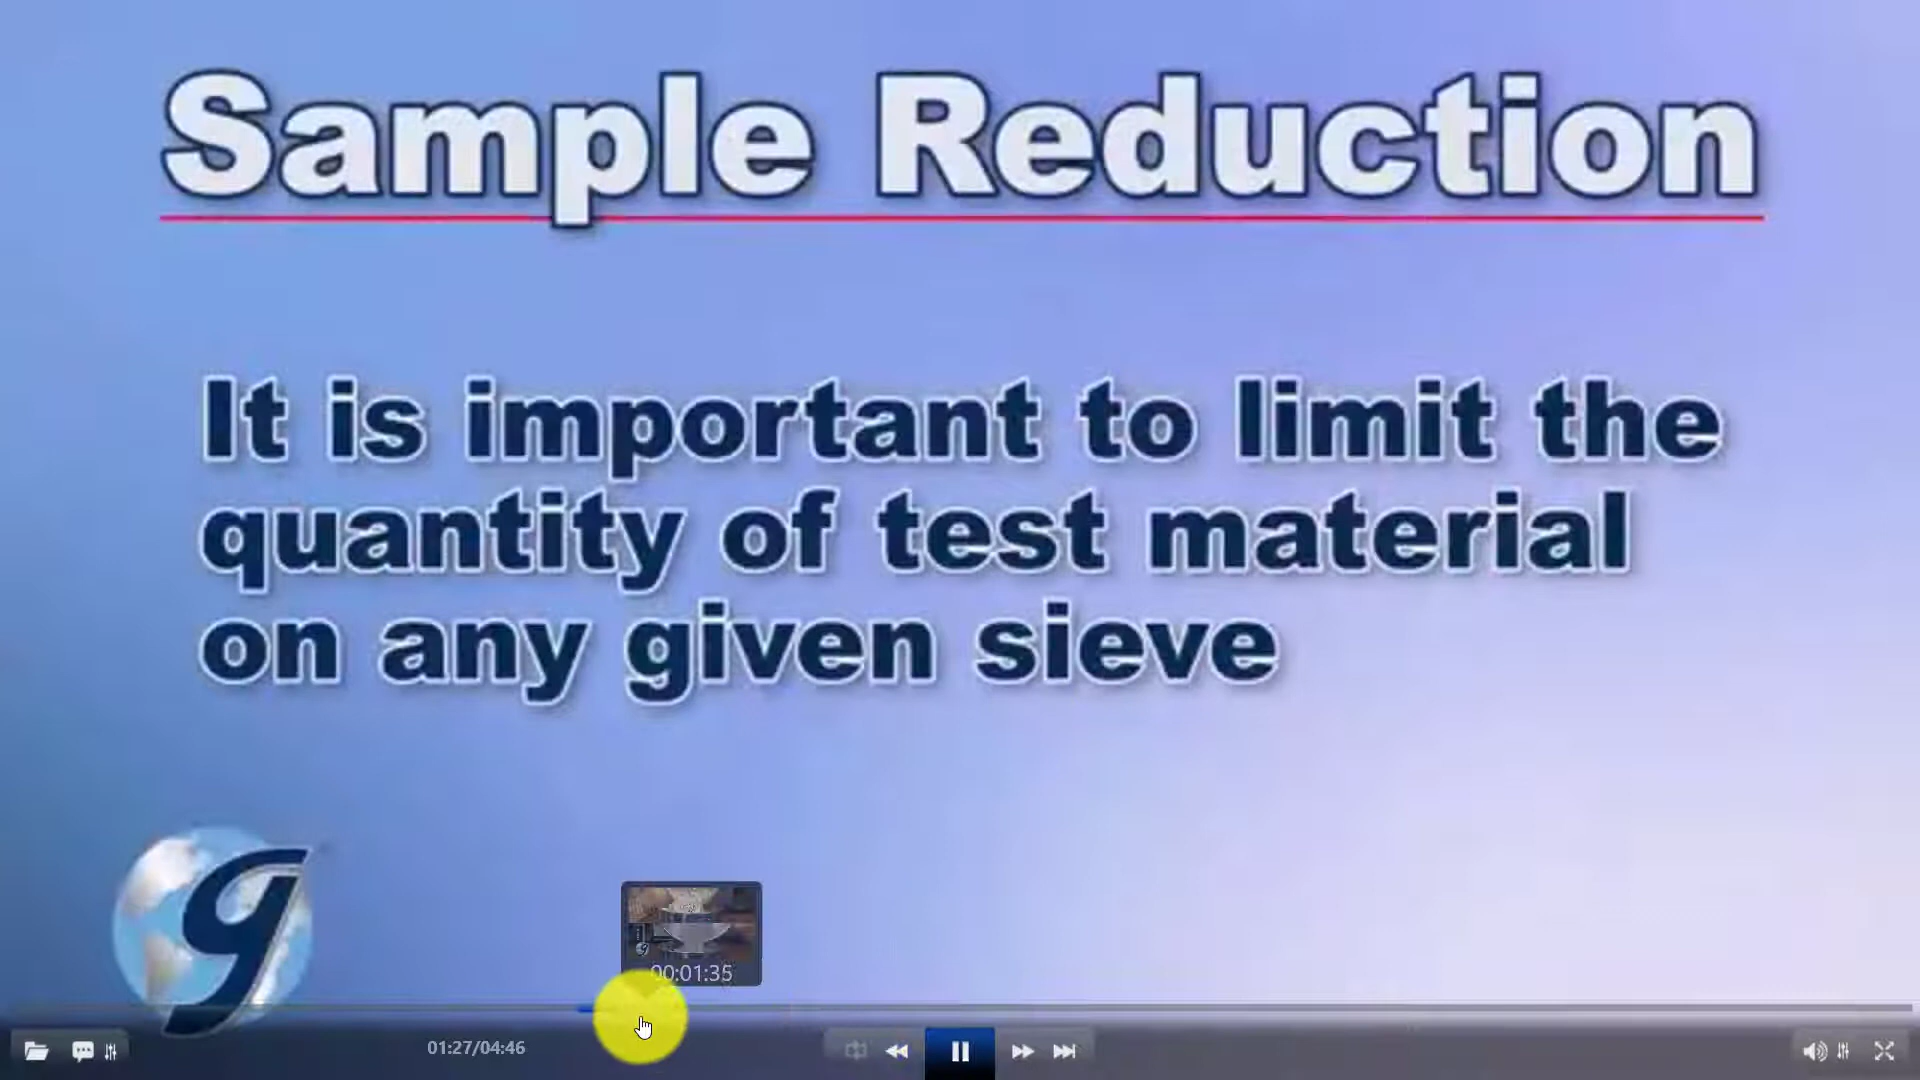 Sample Reduction
It is important to limit the
quantity of test material
on any given sieve
g
00:01:35
01:27/04:46